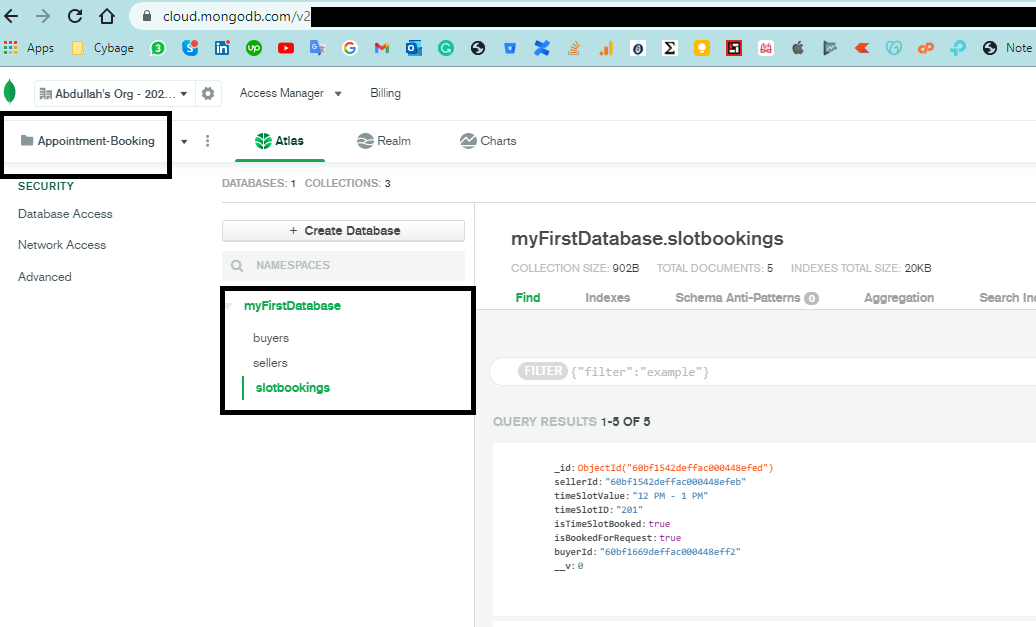 cloud.mongodb.com/v2
Apps Cybage 3 UP Note
Abdullah's Org - 202... Access Manager Billing
Appointment-Booking Atlas Realm Charts
SECURITY
Database Access
Network Access
Advanced
DATABASES: 1 COLLECTIONS: 3
+ Create Database
NAMESPACES
myFirstDatabase
buyers
sellers
slotbookings
myFirstDatabase.slotbookings
COLLECTION SIZE: 902B TOTAL DOCUMENTS: 5 INDEXES TOTAL SIZE: 20KB
Find Indexes Schema Anti-Patterns 0 Aggregation Search In
FILTER {"filter":"example"}
QUERY RESULTS 1-5 OF 5
_id:ObjectId("60bf1542deffac000448efed")
sellerId:"60bf1542deffac000448efeb"
timeSlotValue:"12 PM - 1 PM"
timeSlotID:"201"
isTimeSlotBooked:true
isBookedForRequest:true
buyerId:"60bf1669deffac000448eff2"
__v:0